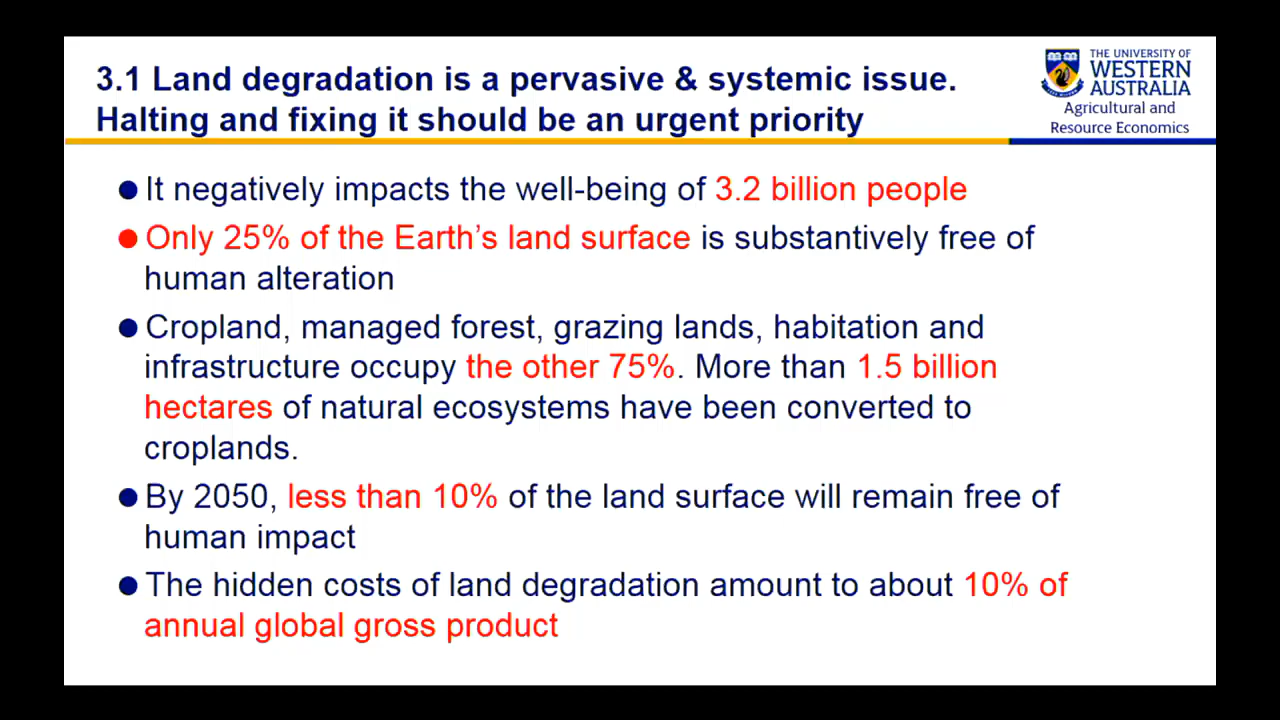 3.1 Land degradation is a pervasive & systemic issue.
Halting and fixing it should be an urgent priority
THE UNIVERSITY OF
WESTERN
AUSTRALIA
Agricultural and
Resource Economics
● It negatively impacts the well-being of 3.2 billion people
● Only 25% of the Earth’s land surface is substantively free of
human alteration
● Cropland, managed forest, grazing lands, habitation and
infrastructure occupy the other 75%. More than 1.5 billion
hectares of natural ecosystems have been converted to
croplands.
● By 2050, less than 10% of the land surface will remain free of
human impact
● The hidden costs of land degradation amount to about 10% of
annual global gross product